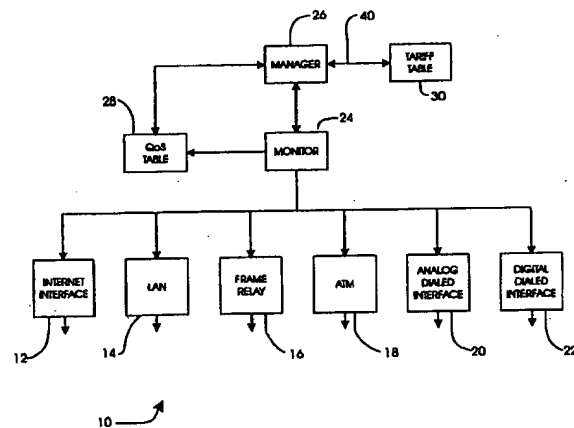 26
40
MANAGER
TARIFF
TABLE
30
28
24
QoS
TABLE
MONITOR
INTERNET
INTERFACE
LAN
FRAME
RELAY
ATM
ANALOG
DIALED
INTERFACE
DIGITAL
DIALED
INTERFACE
12
14
16
18
20
22
10